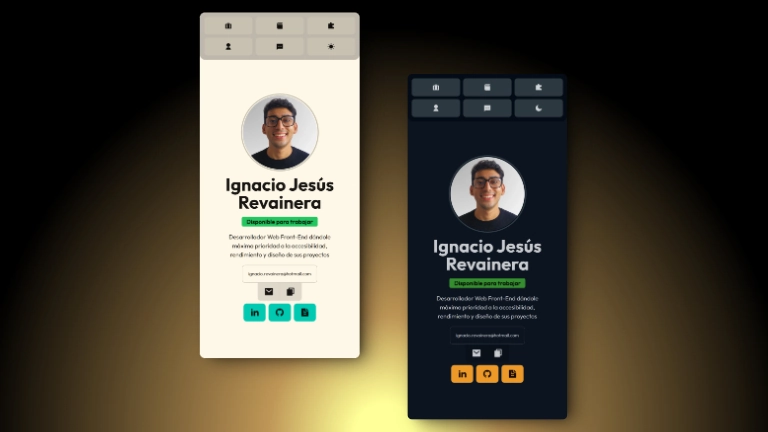 Ignacio Jesús
Revainera
Disponible para trabajar
Desarrollador Web Front-End dándole
máxima prioridad a la accesibilidad,
rendimiento y diseño de sus proyectos
ignacio.revainera@hotmail.com
in
Ignacio Jesús
Revainera
Disponible para trabajar
Desarrollador Web Front-End dándole
máxima prioridad a la accesibilidad,
rendimiento y diseño de sus proyectos
ignacio.revainera@hotmail.com
in